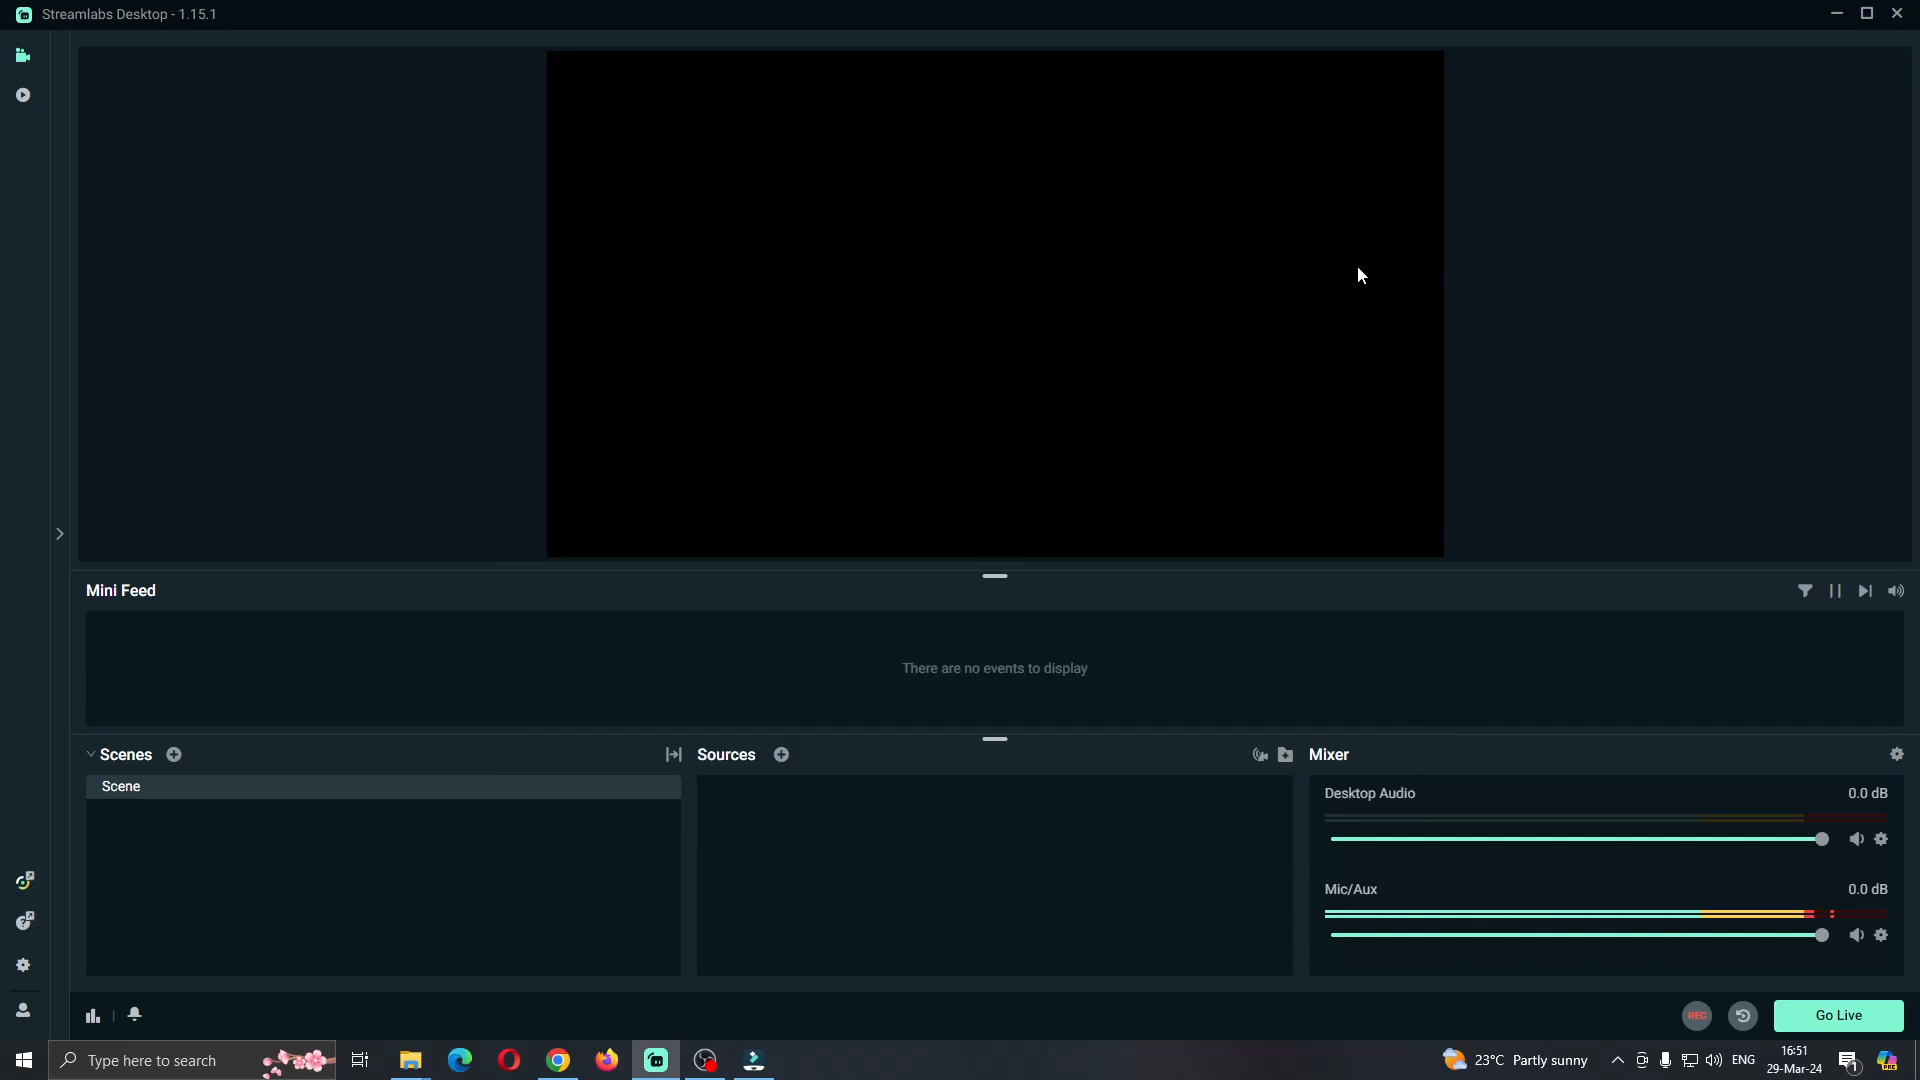 Streamlabs Desktop - 1.15.1
Mini Feed
There are no events to display
Scenes
Sources
Mixer
Scene
Desktop Audio
0.0 dB
Mic/Aux
0.0 dB
REC
Go Live
Type here to search
23°C Partly sunny
ENG
16:51
29-Mar-24
1
PRE